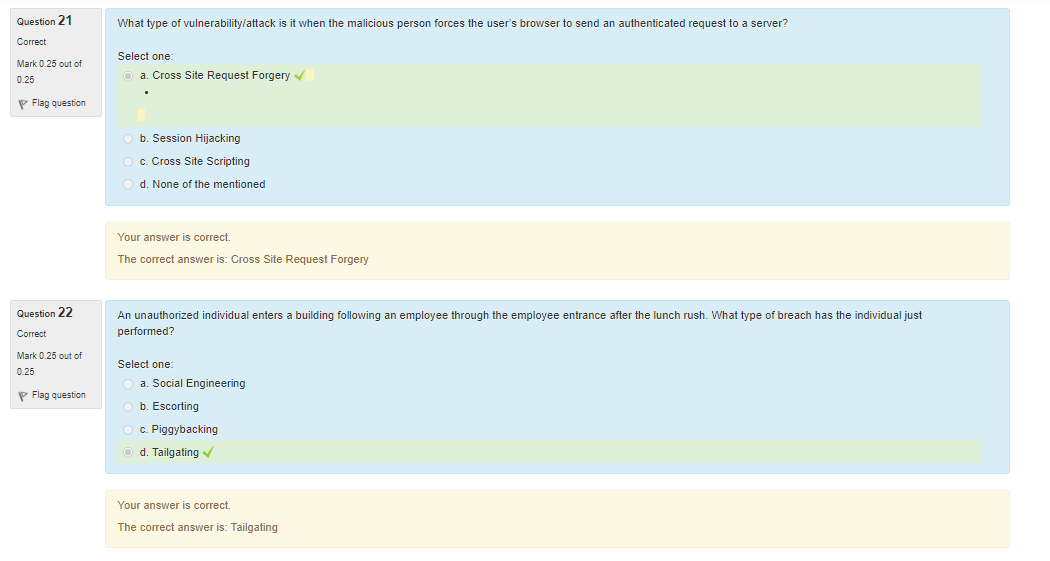 Question 21
Correct
Mark 0.25 out of
0.25
Flag question
What type of vulnerability/attack is it when the malicious person forces the user's browser to send an authenticated request to a server?
Select one:
a. Cross Site Request Forgery
b. Session Hijacking
c. Cross Site Scripting
d. None of the mentioned
Your answer is correct.
The correct answer is: Cross Site Request Forgery
Question 22
Correct
Mark 0.25 out of
0.25
Flag question
An unauthorized individual enters a building following an employee through the employee entrance after the lunch rush. What type of breach has the individual just
performed?
Select one:
a. Social Engineering
b. Escorting
c. Piggybacking
d. Tailgating
Your answer is correct.
The correct answer is: Tailgating